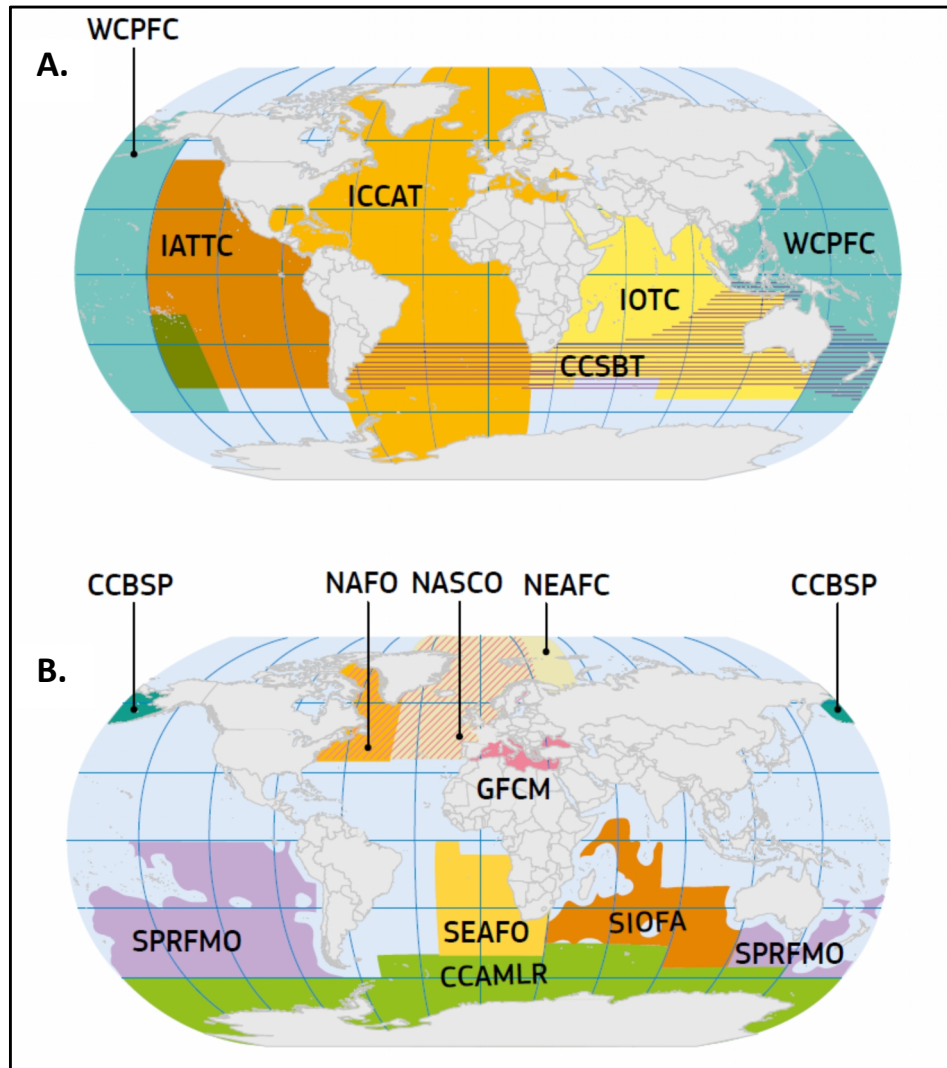 WCPFC
A.
ICCAT
IATTC
WCPFC
IOTC
CCSBT
CCBSP NAFO NASCO NEAFC CCBSP
B.
GFCM
SPRFMO SEAFO SIOFA SPRFMO
CCAMLR